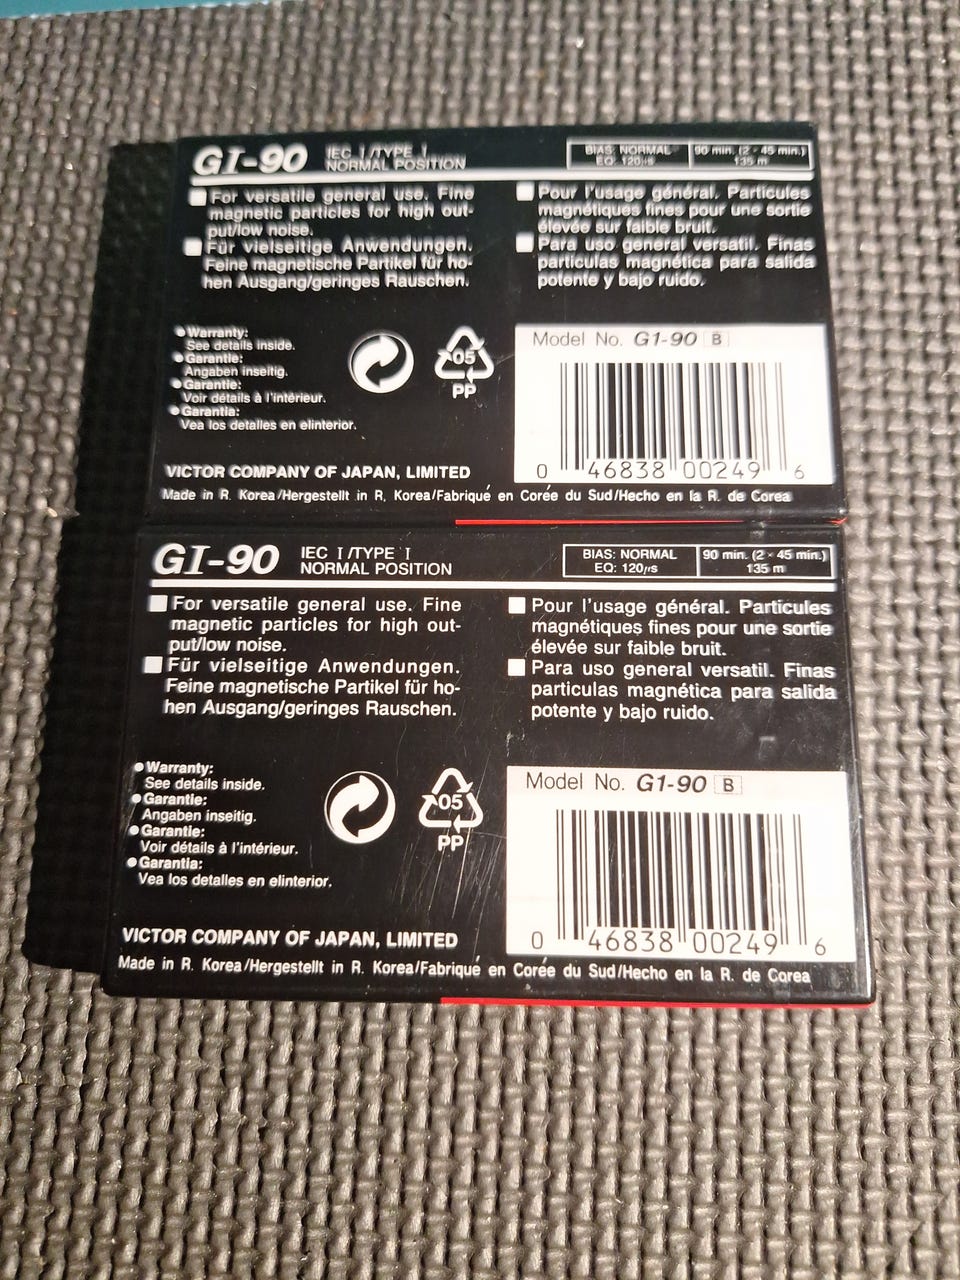 GI-90 IEC I/TYPE I
NORMAL POSITION
BIAS: NORMAL
EQ: 120µs
90 min. (2 × 45 min.)
135 m
For versatile general use. Fine
magnetic particles for high out-
put/low noise.
Für vielseitige Anwendungen.
Feine magnetische Partikel für ho-
hen Ausgang/geringes Rauschen.
Pour l'usage général. Particules
magnétiques fines pour une sortie
élevée sur faible bruit.
Para uso general versatil. Finas
particulas magnética para salida
potente y bajo ruido.
Warranty:
See details inside.
Garantie:
Angaben inseitig.
Garantie:
Voir détails à l'intérieur.
Garantia:
Vea los detalles en elinterior.
05
PP
Model No. G1-90 B
0 46838 00249 6
VICTOR COMPANY OF JAPAN, LIMITED
Made in R. Korea/Hergestellt in R. Korea/Fabriqué en Corée du Sud/Hecho en la R. de Corea
GI-90 IEC I/TYPE I
NORMAL POSITION
BIAS: NORMAL
EQ: 120µs
90 min. (2 × 45 min.)
135 m
For versatile general use. Fine
magnetic particles for high out-
put/low noise.
Für vielseitige Anwendungen.
Feine magnetische Partikel für ho-
hen Ausgang/geringes Rauschen.
Pour l'usage général. Particules
magnétiques fines pour une sortie
élevée sur faible bruit.
Para uso general versatil. Finas
particulas magnética para salida
potente y bajo ruido.
Warranty:
See details inside.
Garantie:
Angaben inseitig.
Garantie:
Voir détails à l'intérieur.
Garantia:
Vea los detalles en elinterior.
05
PP
Model No. G1-90 B
0 46838 00249 6
VICTOR COMPANY OF JAPAN, LIMITED
Made in R. Korea/Hergestellt in R. Korea/Fabriqué en Corée du Sud/Hecho en la R. de Corea